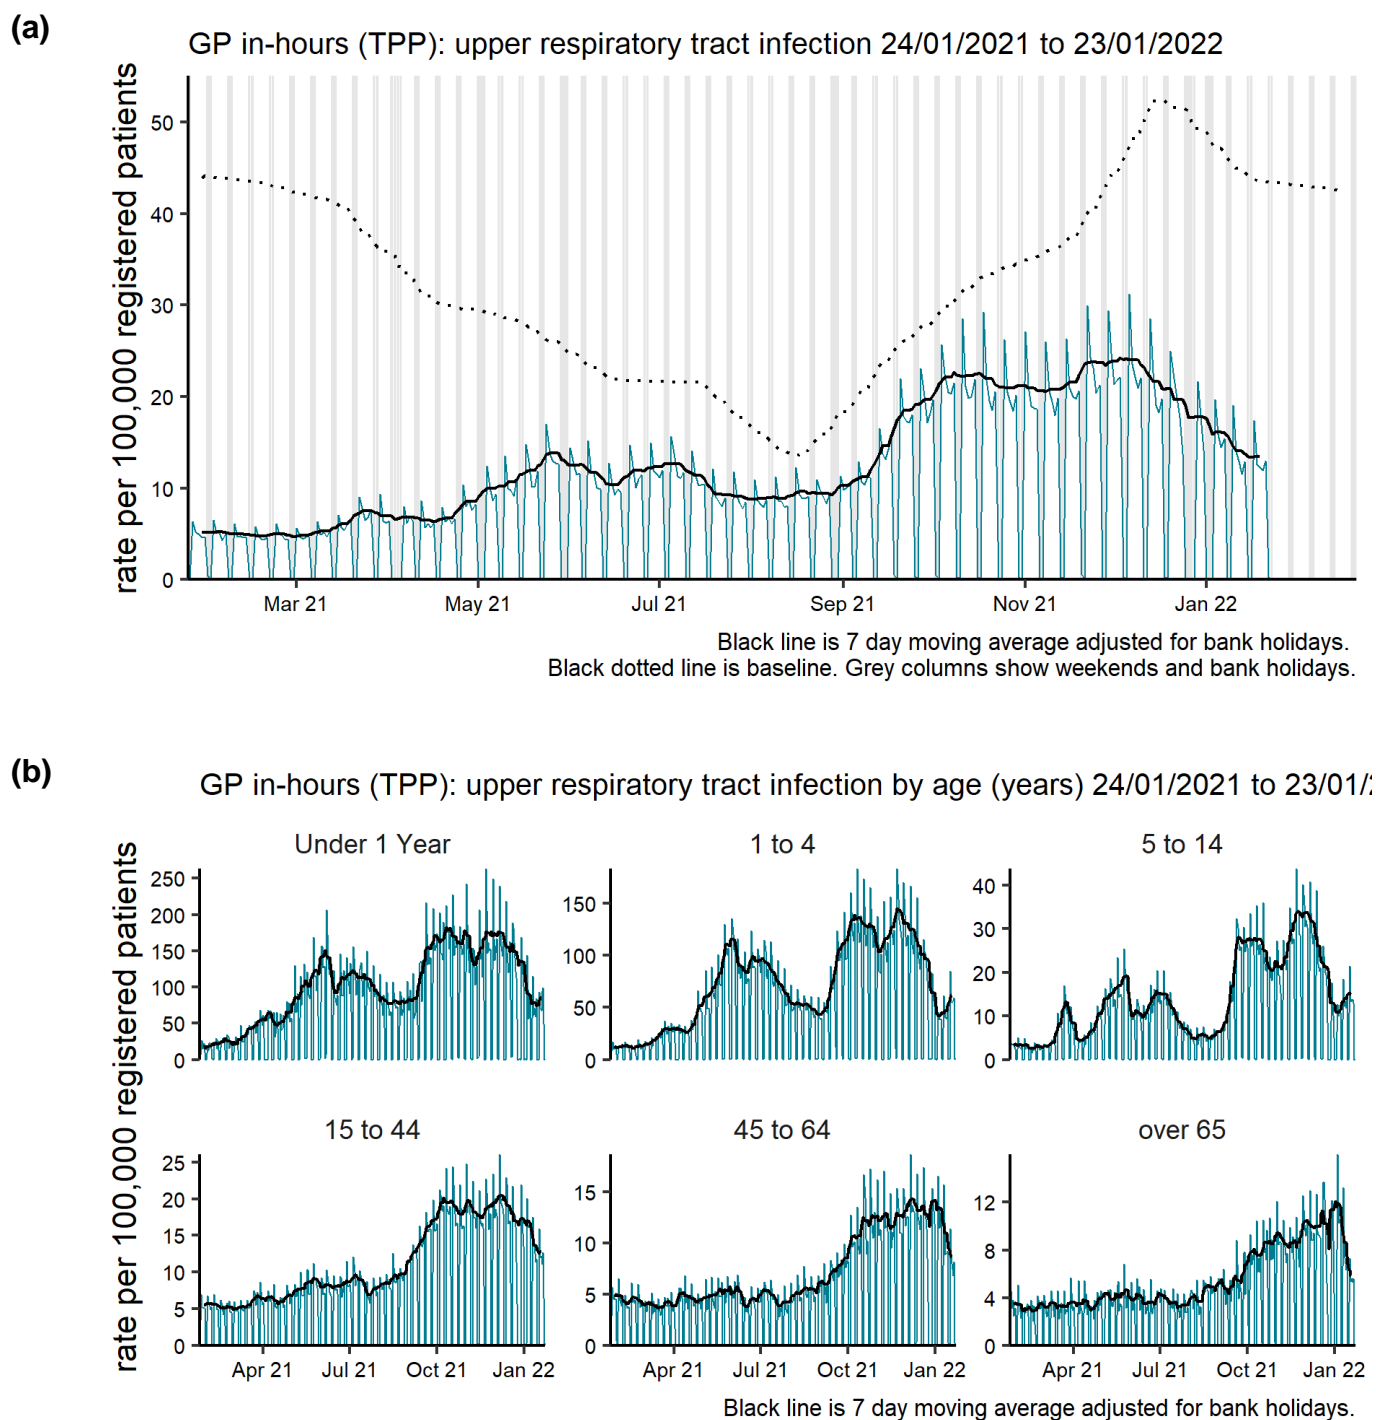 (a)
GP in-hours (TPP): upper respiratory tract infection 24/01/2021 to 23/01/2022
rate per 100,000 registered patients
50
40
30
20
10
0
Mar 21 May 21 Jul 21 Sep 21 Nov 21 Jan 22
Black line is 7 day moving average adjusted for bank holidays.
Black dotted line is baseline. Grey columns show weekends and bank holidays.
(b)
GP in-hours (TPP): upper respiratory tract infection by age (years) 24/01/2021 to 23/01/
rate per 100,000 registered patients
Under 1 Year
250
200
150
100
50
0
1 to 4
150
100
50
0
5 to 14
40
30
20
10
0
15 to 44
25
20
15
10
5
0
Apr 21 Jul 21 Oct 21 Jan 22
45 to 64
15
10
5
0
Apr 21 Jul 21 Oct 21 Jan 22
over 65
12
8
4
0
Apr 21 Jul 21 Oct 21 Jan 22
Black line is 7 day moving average adjusted for bank holidays.